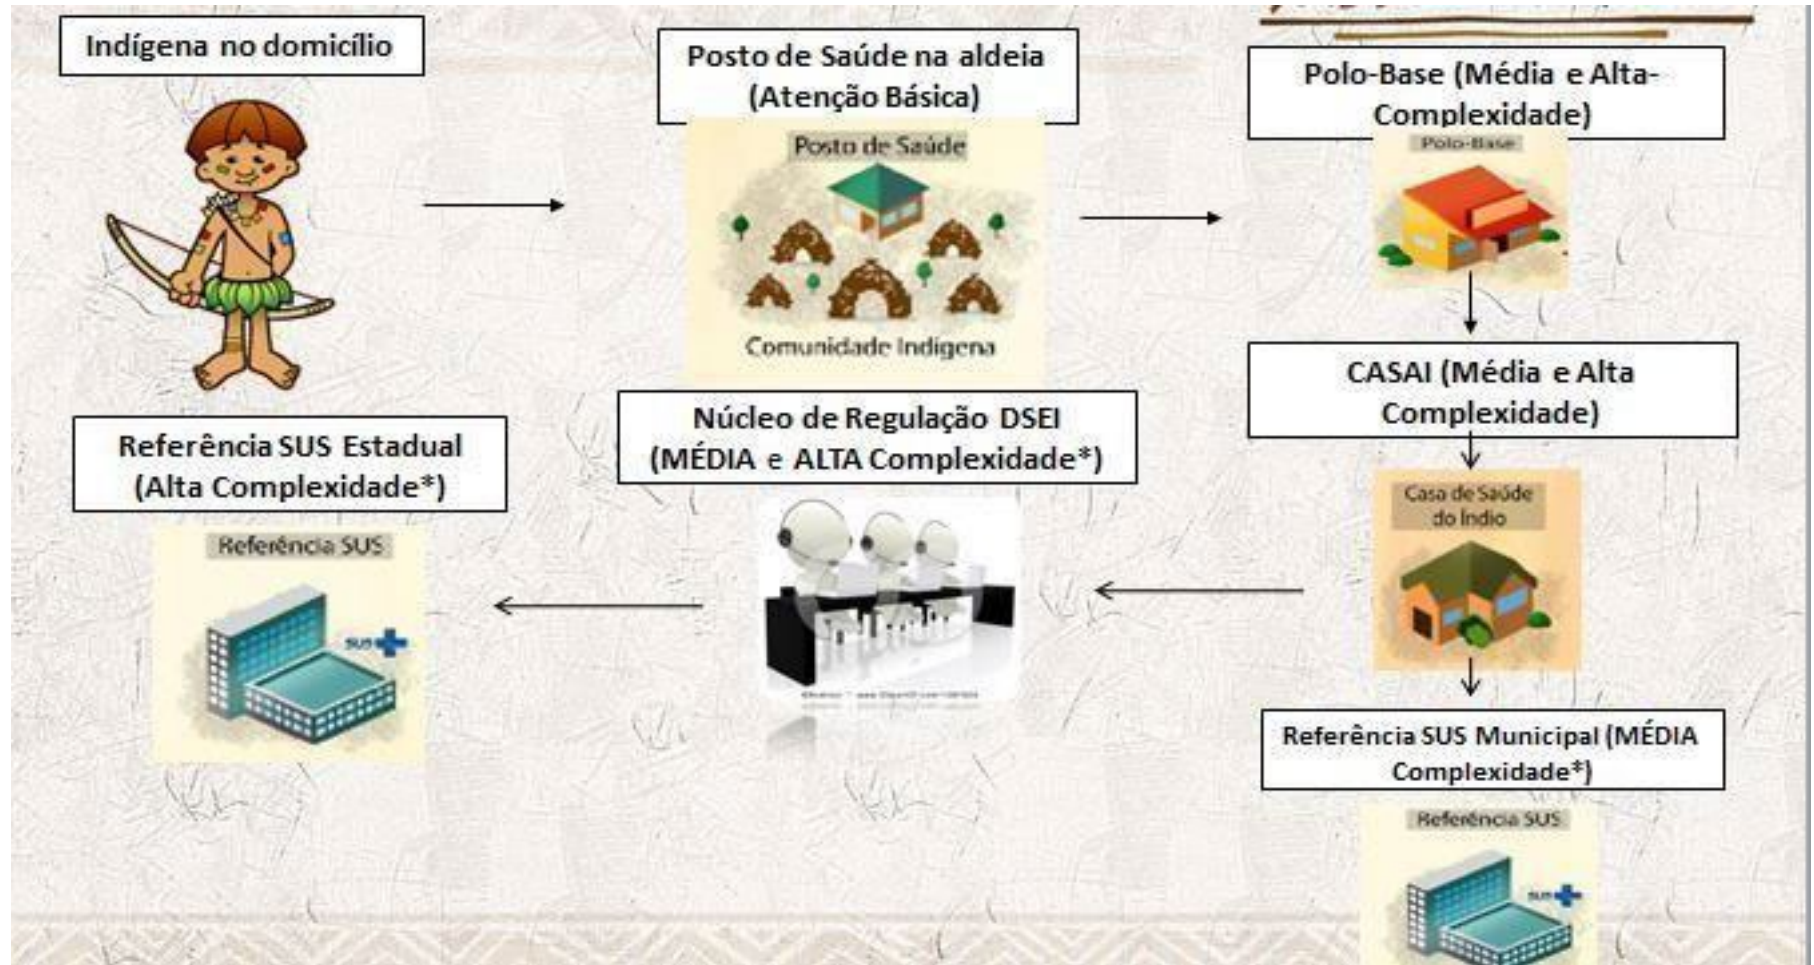 Indígena no domicílio
Posto de Saúde na aldeia
(Atenção Básica)
Posto de Saúde
Comunidade Indígena
Polo-Base (Média e Alta-
Complexidade)
Polo-Base
CASAI (Média e Alta
Complexidade)
Casa de Saúde
do Índio
Referência SUS Municipal (MÉDIA
Complexidade*)
Referência SUS
SUS
Núcleo de Regulação DSEI
(MÉDIA e ALTA Complexidade*)
Referência SUS Estadual
(Alta Complexidade*)
Referência SUS
SUS